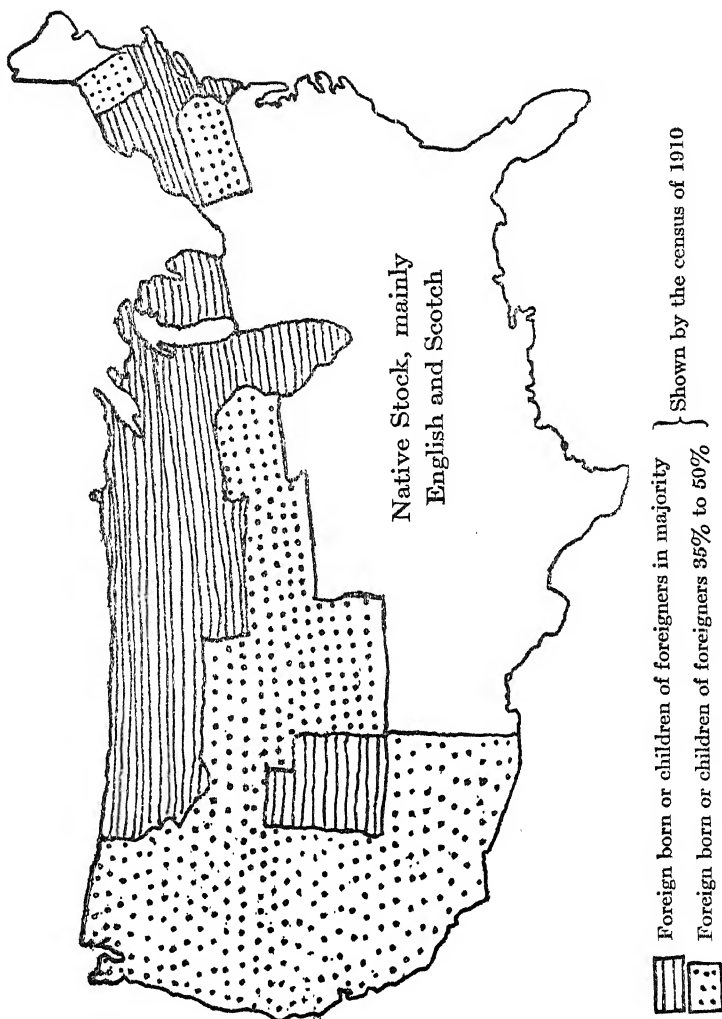 Native Stock, mainly
English and Scotch
Foreign born or children of foreigners in majority
Foreign born or children of foreigners 35% to 50%
Shown by the census of 1910